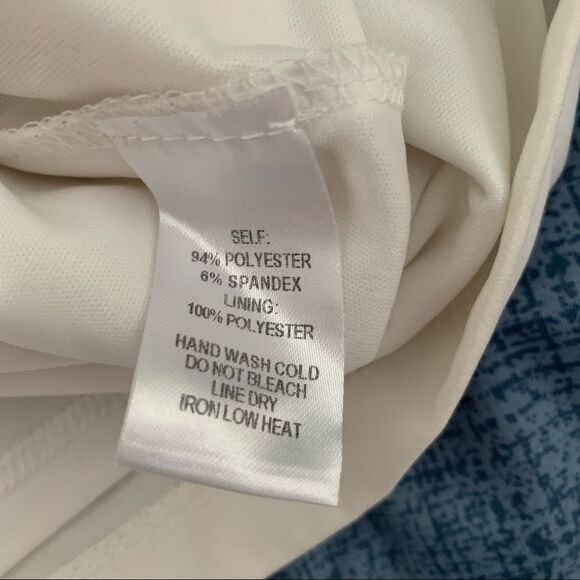 SELF:
94% POLYESTER
6% SPANDEX
LINING:
100% POLYESTER
HAND WASH COLD
DO NOT BLEACH
LINE DRY
IRON LOW HEAT